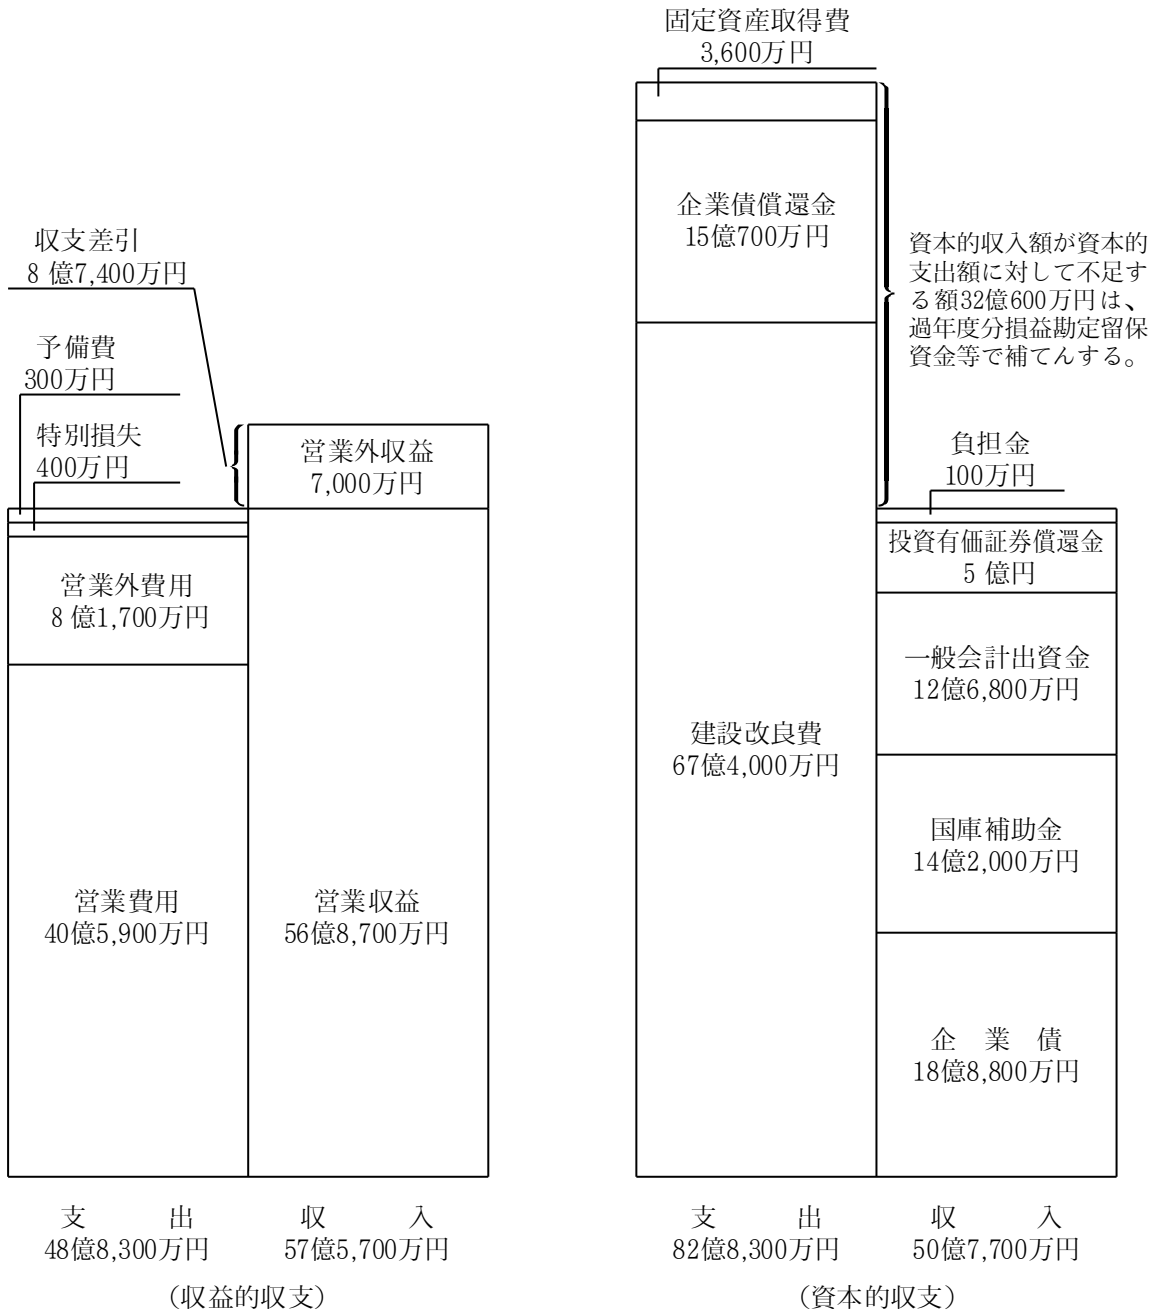 収支差引
8億7,400万円
予備費
300万円
特別損失
400万円
営業外費用
8億1,700万円
営業費用
40億5,900万円
営業外収益
7,000万円
営業収益
56億8,700万円
支出
48億8,300万円
収入
57億5,700万円
(収益的収支)
固定資産取得費
3,600万円
企業債償還金
15億700万円
建設改良費
67億4,000万円
資本的収入額が資本的
支出額に対して不足す
る額32億600万円は、
過年度分損益勘定留保
資金等で補てんする。
負担金
100万円
投資有価証券償還金
5億円
一般会計出資金
12億6,800万円
国庫補助金
14億2,000万円
企業債
18億8,800万円
支出
82億8,300万円
収入
50億7,700万円
(資本的収支)